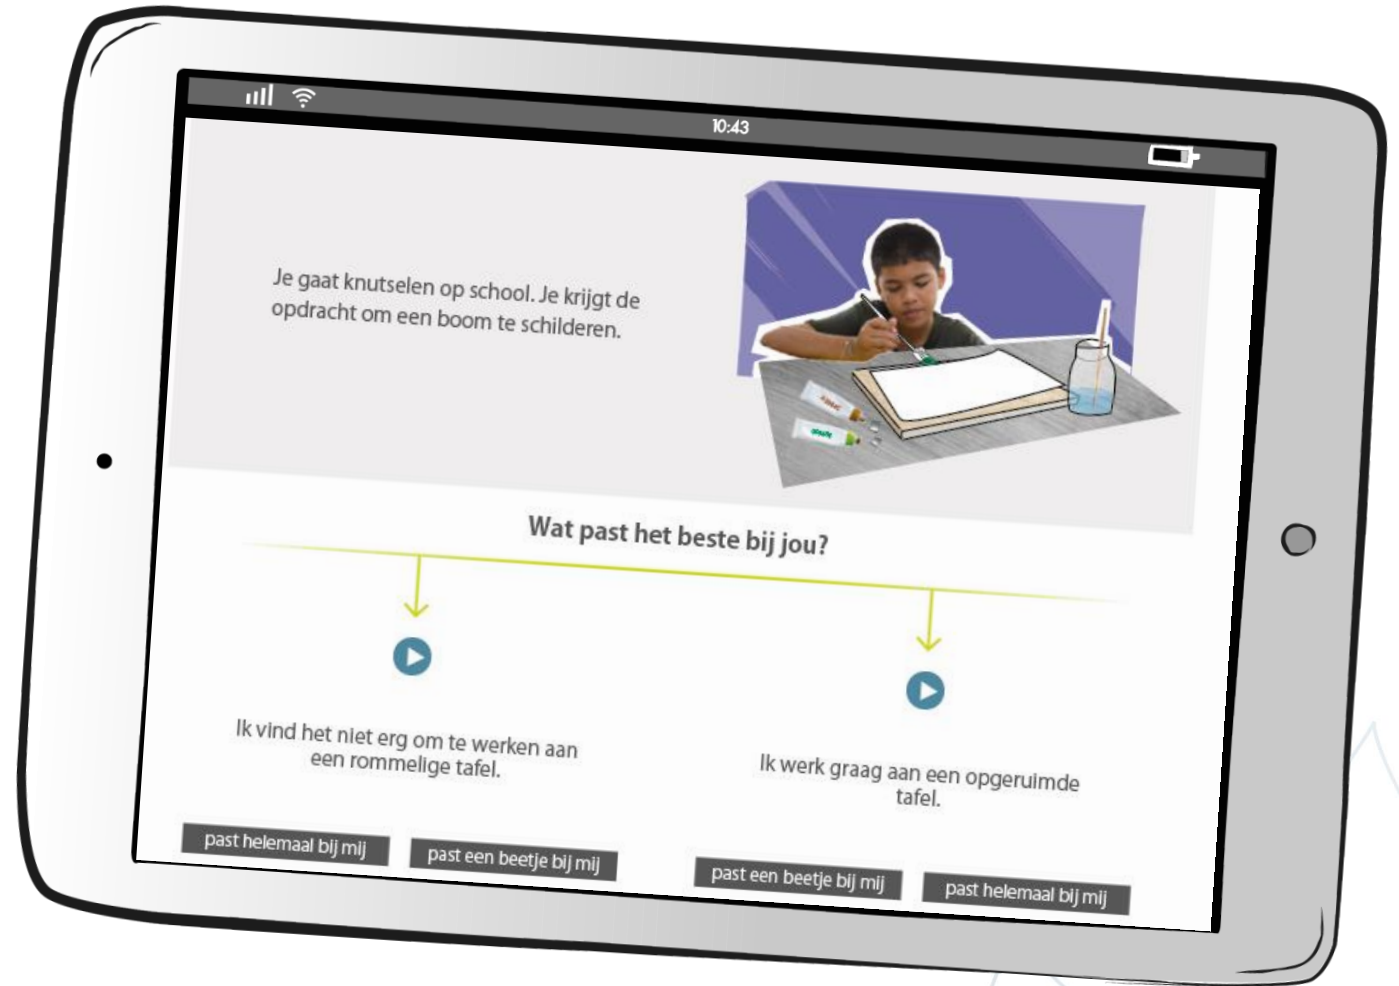 10:43
Je gaat knutselen op school. Je krijgt de
opdracht om een boom te schilderen.
Wat past het beste bij jou?
Ik vind het niet erg om te werken aan
een rommelige tafel.
Ik werk graag aan een opgeruimde
tafel.
past helemaal bij mij
past een beetje bij mij
past een beetje bij mij
past helemaal bij mij